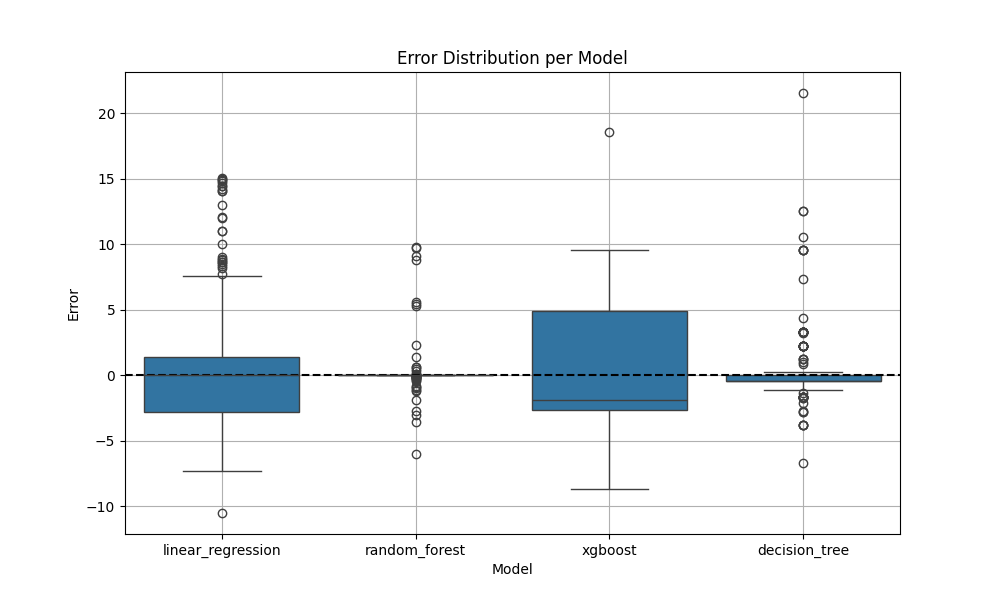 Error Distribution per Model
20
15
10
5
0
−5
−10
Error
linear_regression random_forest xgboost decision_tree
Model